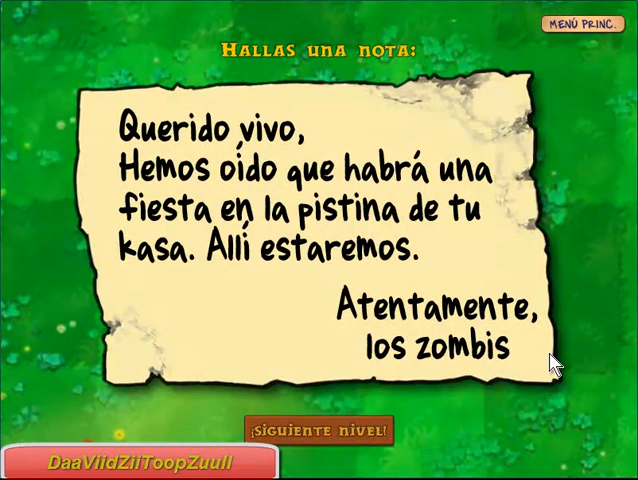 MENÚ PRINC.
HALLAS UNA NOTA:
Querido vivo,
Hemos oído que habrá una
fiesta en la pistina de tu
kasa. Allí estaremos.
Atentamente,
los zombis
¡SIGUIENTE NIVEL!
DaaViidZiiToopZuull